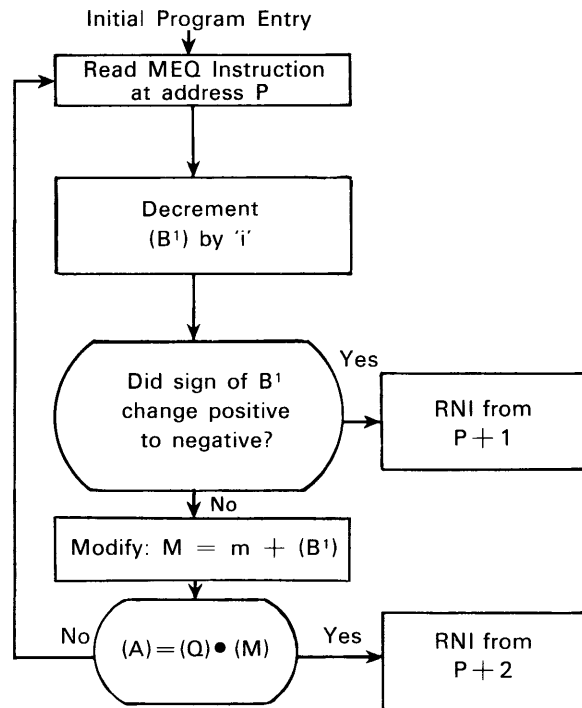 Initial Program Entry
Read MEQ Instruction
at address P
Decrement
(B¹) by 'i'
Did sign of B¹
change positive
to negative?
Yes
RNI from
P + 1
No
Modify: M = m + (B¹)
No
(A) = (Q) ● (M)
Yes
RNI from
P + 2